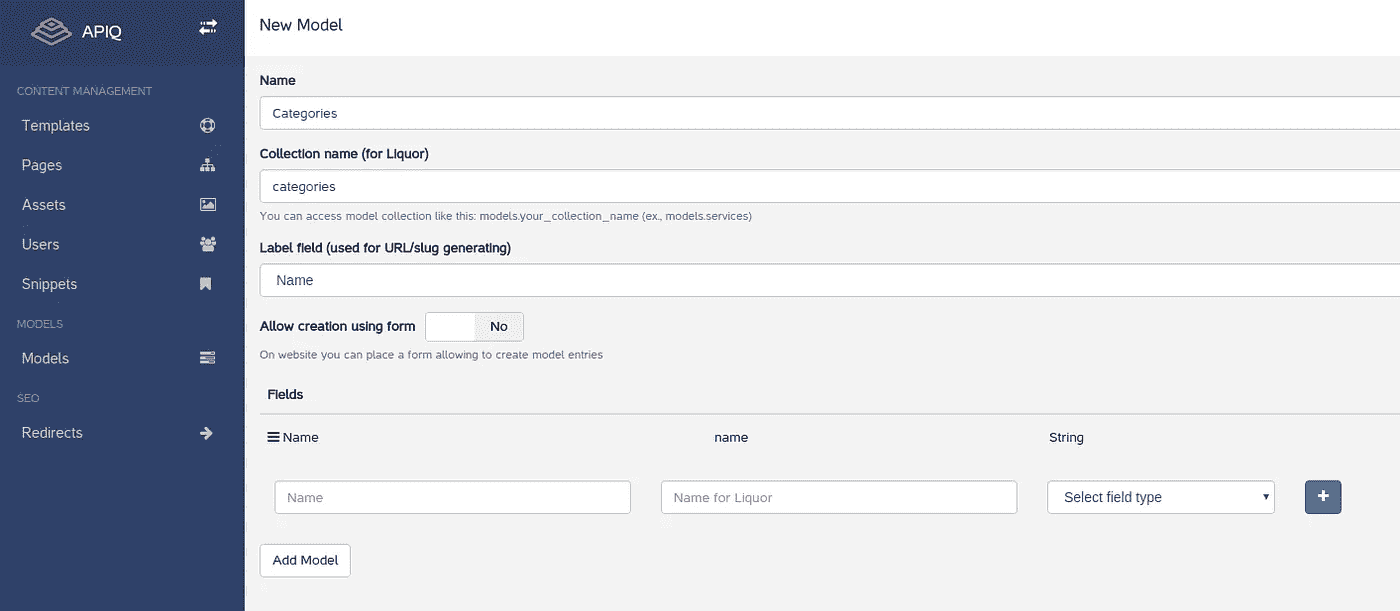 APIQ
CONTENT MANAGEMENT
Templates
Pages
Assets
Users
Snippets
MODELS
Models
SEO
Redirects
New Model
Name
Categories
Collection name (for Liquor)
categories
You can access model collection like this: models.your_collection_name (ex., models.services)
Label field (used for URL/slug generating)
Name
Allow creation using form No
On website you can place a form allowing to create model entries
Fields
Name name String
Name Name for Liquor Select field type
Add Model